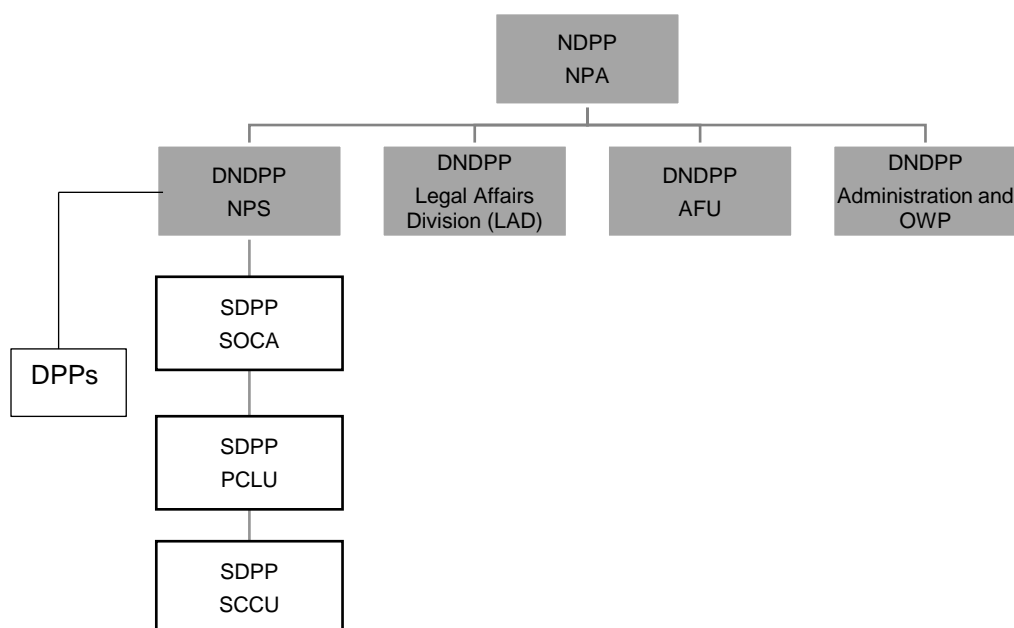 NDPP
NPA
DNDPP
NPS
DNDPP
Legal Affairs
Division (LAD)
DNDPP
AFU
DNDPP
Administration and
OWP
SDPP
SOCA
DPPs
SDPP
PCLU
SDPP
SCCU